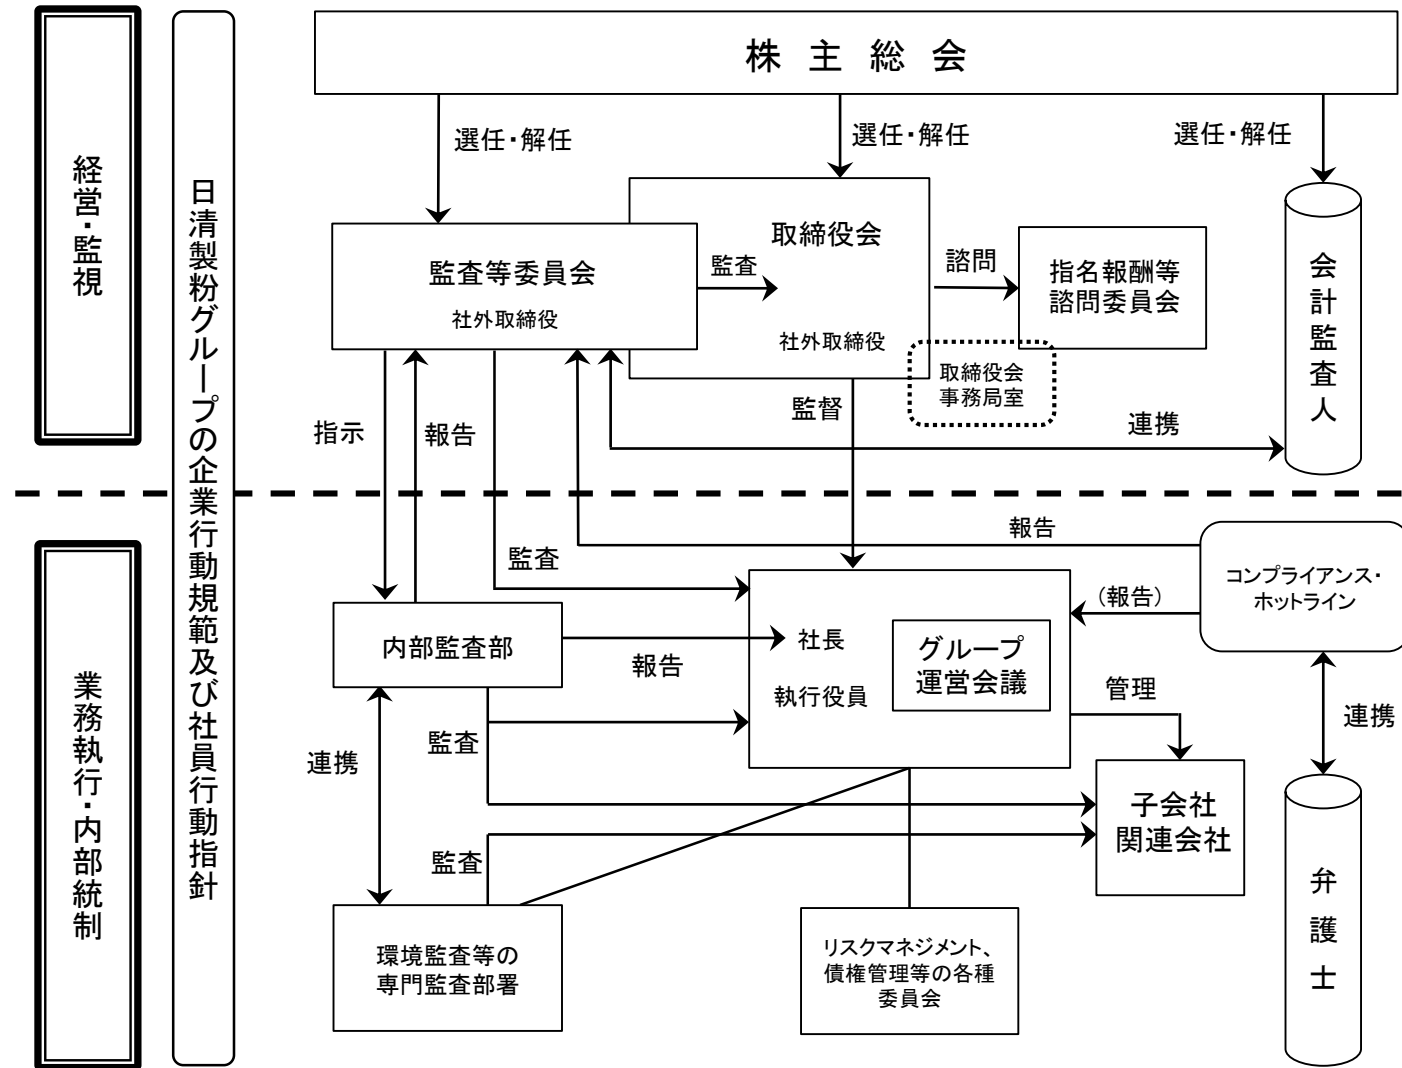 経営・監視
業務執行・内部統制
日清製粉グループの企業行動規範及び社員行動指針
株主総会
選任・解任
選任・解任
選任・解任
取締役会
社外取締役
監査等委員会
社外取締役
監査
諮問
指名報酬等
諮問委員会
取締役会
事務局室
会計監査人
指示
報告
監督
連携
報告
監査
コンプライアンス・
ホットライン
(報告)
内部監査部
報告
社長
執行役員
グループ
運営会議
管理
連携
監査
連携
子会社
関連会社
監査
環境監査等の
専門監査部署
リスクマネジメント、
債権管理等の各種
委員会
弁護士